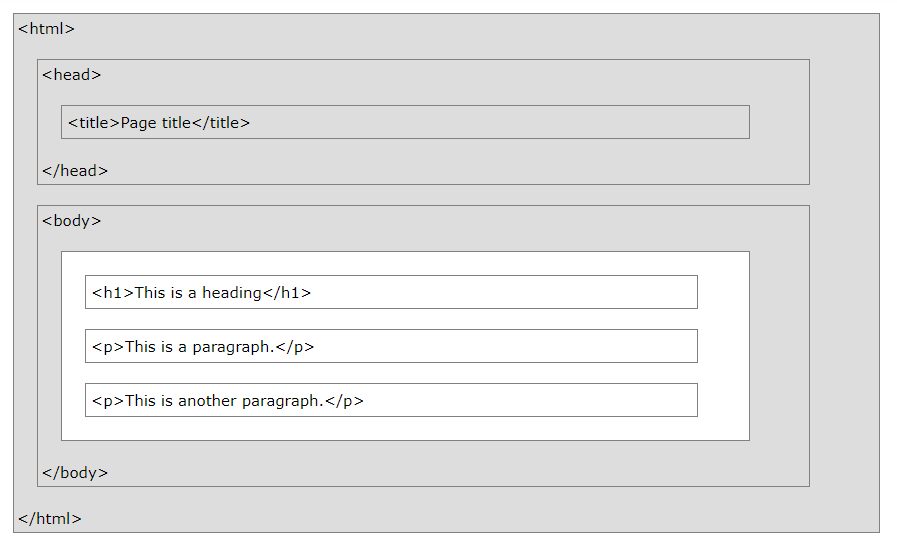 <html>
<head>
<title>Page title</title>
</head>
<body>
<h1>This is a heading</h1>
<p>This is a paragraph.</p>
<p>This is another paragraph.</p>
</body>
</html>